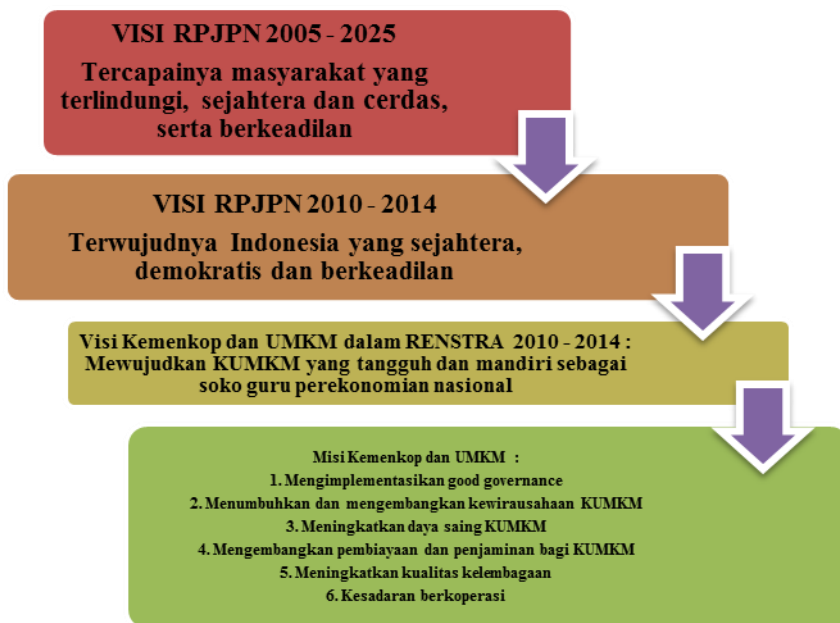 VISI RPJPN 2005 - 2025
Tercapainya masyarakat yang
terlindungi, sejahtera dan cerdas,
serta berkeadilan
VISI RPJPN 2010 - 2014
Terwujudnya Indonesia yang sejahtera,
demokratis dan berkeadilan
Visi Kemenkop dan UMKM dalam RENSTRA 2010 - 2014 :
Mewujudkan KUMKM yang tangguh dan mandiri sebagai
soko guru perekonomian nasional
Misi Kemenkop dan UMKM :
1. Mengimplementasikan good governance
2. Menumbuhkan dan mengembangkan kewirausahaan KUMKM
3. Meningkatkan daya saing KUMKM
4. Mengembangkan pembiayaan dan penjaminan bagi KUMKM
5. Meningkatkan kualitas kelembagaan
6. Kesadaran berkoperasi